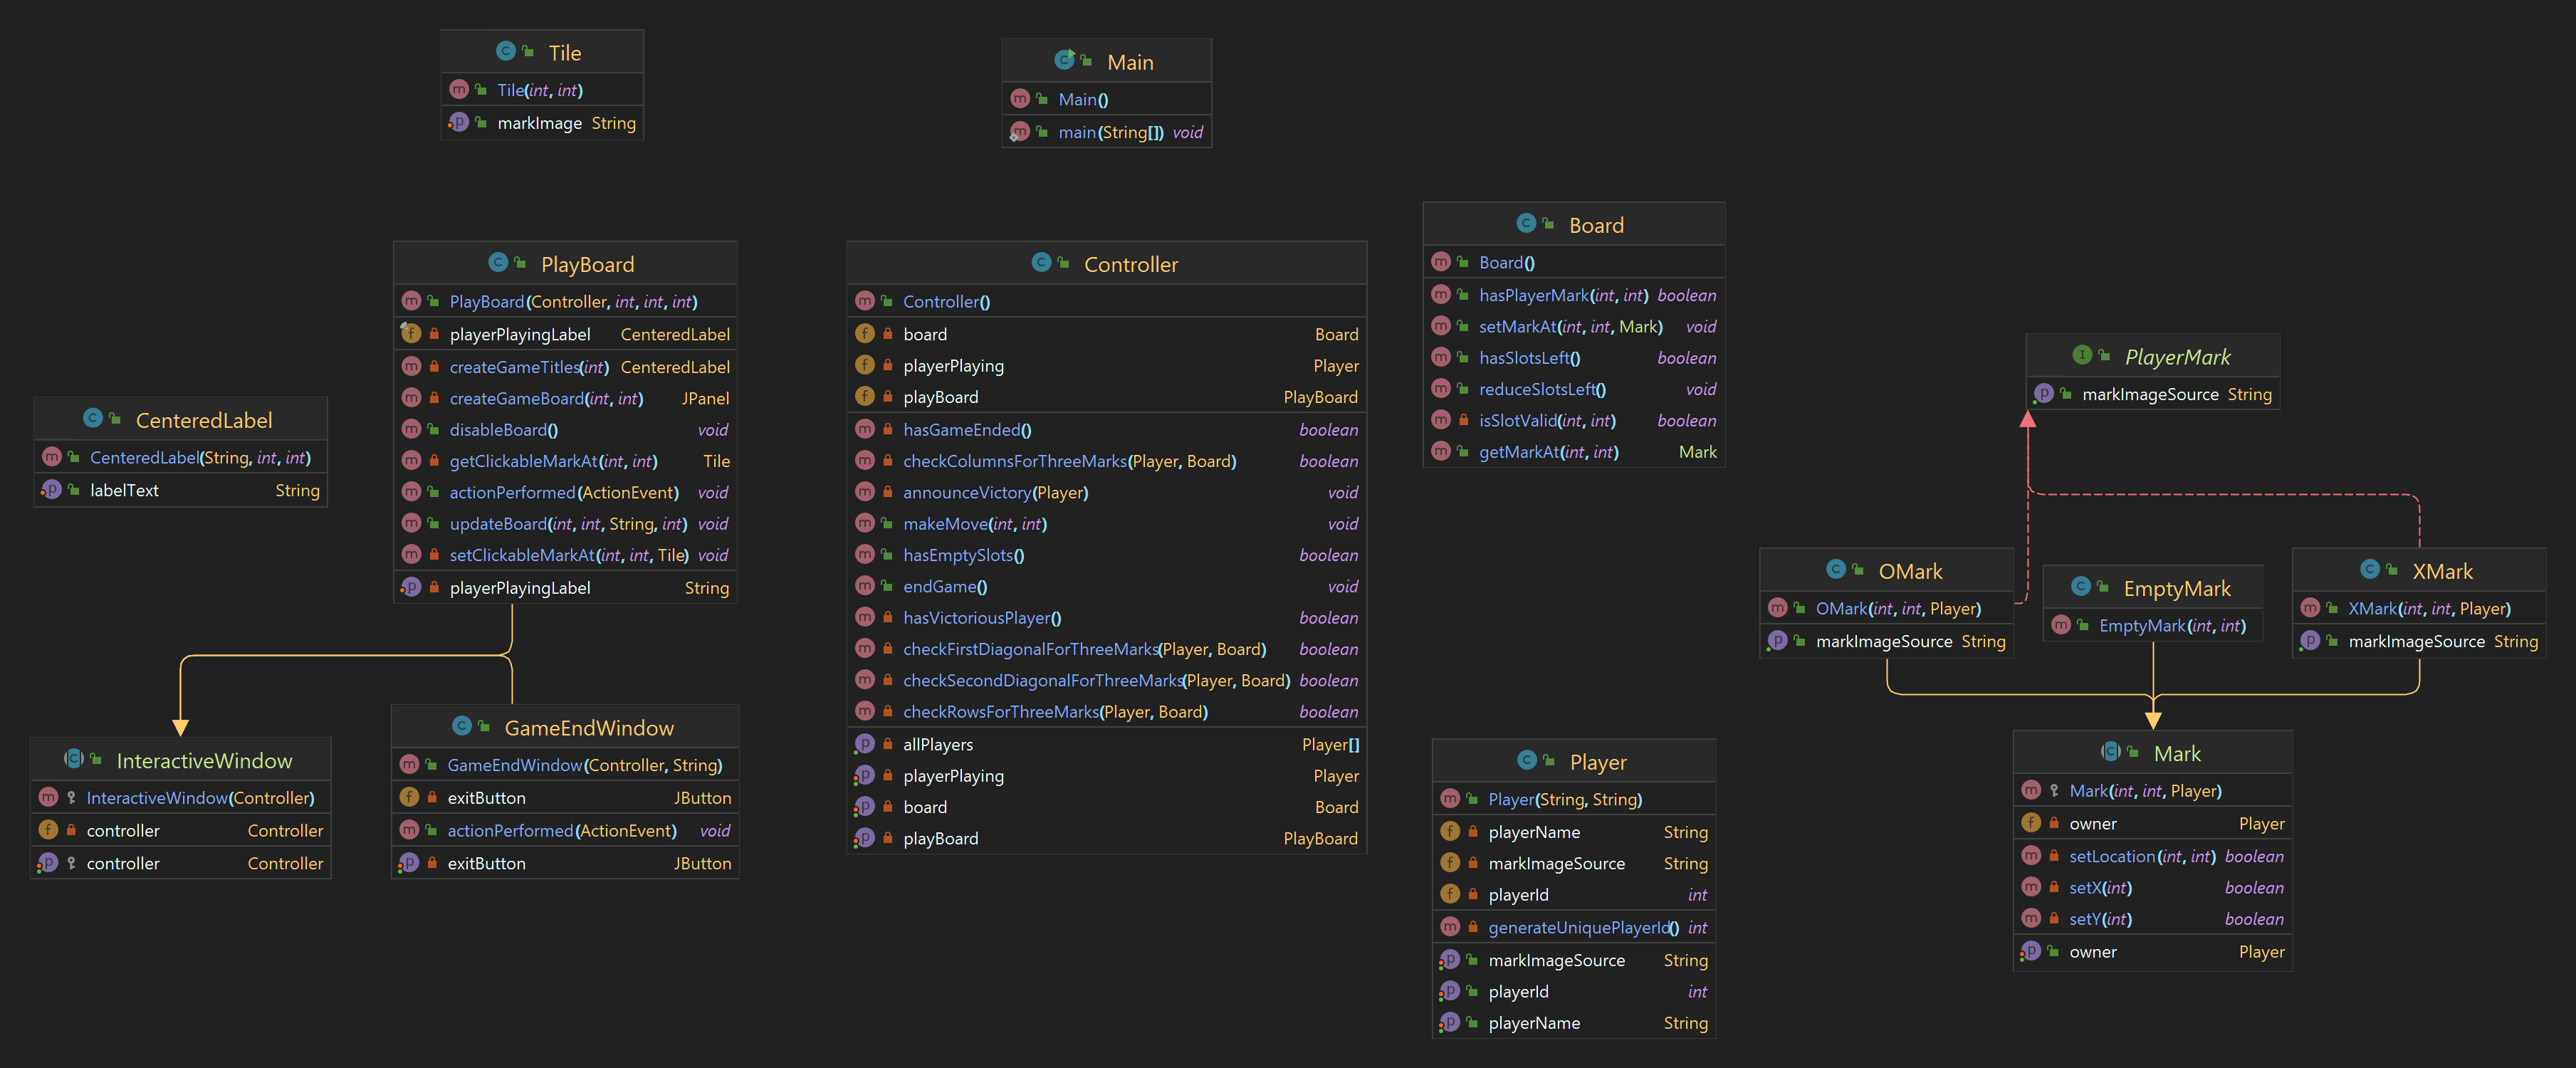 Tile
Tile(int, int)
markImage String
Main
Main()
main(String[]) void
PlayBoard
PlayBoard(Controller, int, int, int)
playerPlayingLabel CenteredLabel
createGameTitles(int) CenteredLabel
createGameBoard(int, int) JPanel
disableBoard() void
getClickableMarkAt(int, int) Tile
actionPerformed(ActionEvent) void
updateBoard(int, int, String, int) void
setClickableMarkAt(int, int, Tile) void
playerPlayingLabel String
Controller
Controller()
board Board
playerPlaying Player
playBoard PlayBoard
hasGameEnded() boolean
checkColumnsForThreeMarks(Player, Board) boolean
announceVictory(Player) void
makeMove(int, int) void
hasEmptySlots() boolean
endGame() void
hasVictoriousPlayer() boolean
checkFirstDiagonalForThreeMarks(Player, Board) boolean
checkSecondDiagonalForThreeMarks(Player, Board) boolean
checkRowsForThreeMarks(Player, Board) boolean
allPlayers Player[]
playerPlaying Player
board Board
playBoard PlayBoard
Board
Board()
hasPlayerMark(int, int) boolean
setMarkAt(int, int, Mark) void
hasSlotsLeft() boolean
reduceSlotsLeft() void
isSlotValid(int, int) boolean
getMarkAt(int, int) Mark
PlayerMark
markImageSource String
CenteredLabel
CenteredLabel(String, int, int)
labelText String
OMark
OMark(int, int, Player)
markImageSource String
EmptyMark
EmptyMark(int, int)
XMark
XMark(int, int, Player)
markImageSource String
InteractiveWindow
InteractiveWindow(Controller)
controller Controller
controller Controller
GameEndWindow
GameEndWindow(Controller, String)
exitButton JButton
actionPerformed(ActionEvent) void
exitButton JButton
Player
Player(String, String)
playerName String
markImageSource String
playerId int
generateUniquePlayerId() int
markImageSource String
playerId int
playerName String
Mark
Mark(int, int, Player)
owner Player
setLocation(int, int) boolean
setX(int) boolean
setY(int) boolean
owner Player